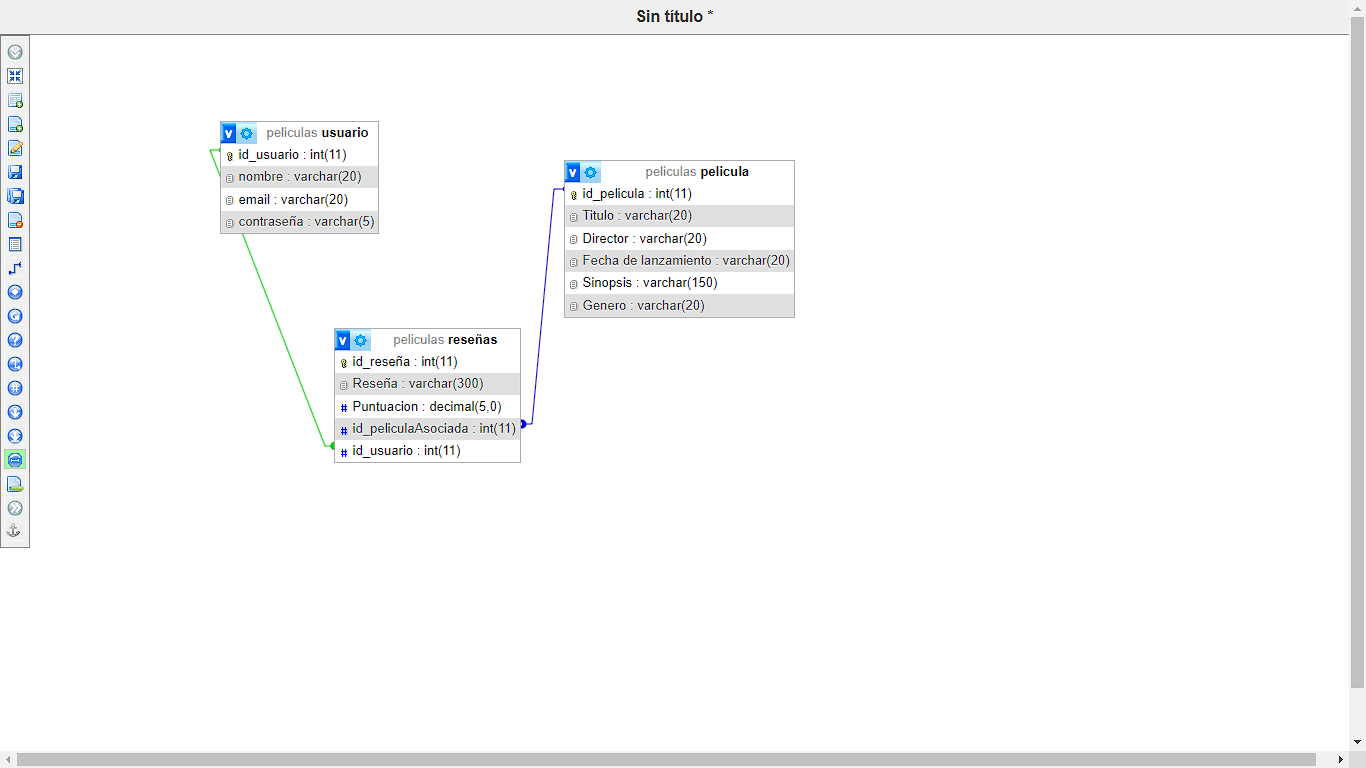 Sin título *
v peliculas usuario
id_usuario : int(11)
nombre : varchar(20)
email : varchar(20)
contraseña : varchar(5)
v peliculas pelicula
id_pelicula : int(11)
Titulo : varchar(20)
Director : varchar(20)
Fecha de lanzamiento : varchar(20)
Sinopsis : varchar(150)
Genero : varchar(20)
v peliculas reseñas
id_reseña : int(11)
Reseña : varchar(300)
# Puntuacion : decimal(5,0)
# id_peliculaAsociada : int(11)
# id_usuario : int(11)